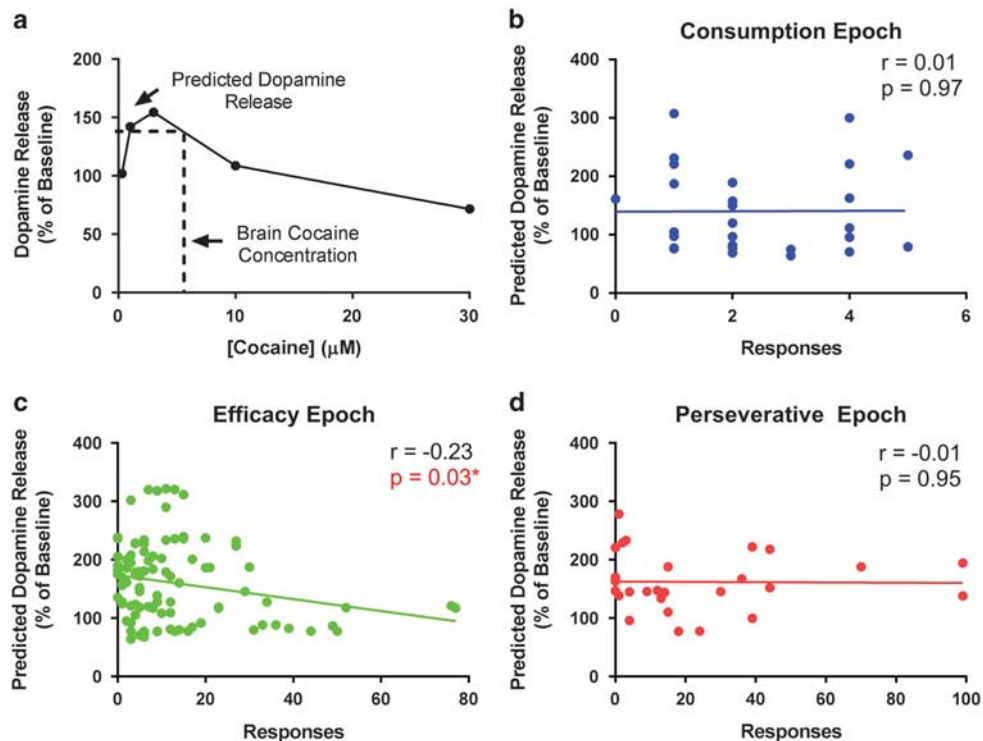 a
200
150
100
50
0
Dopamine Release
(% of Baseline)
Predicted Dopamine
Release
Brain Cocaine
Concentration
0 10 20 30
[Cocaine] (μM)
b
Consumption Epoch
r = 0.01
p = 0.97
400
300
200
100
0
Predicted Dopamine Release
(% of Baseline)
0 2 4 6
Responses
c
Efficacy Epoch
r = -0.23
p = 0.03*
400
300
200
100
0
Predicted Dopamine Release
(% of Baseline)
0 20 40 60 80
Responses
d
Perseverative Epoch
r = -0.01
p = 0.95
400
300
200
100
0
Predicted Dopamine Release
(% of Baseline)
0 20 40 60 80 100
Responses